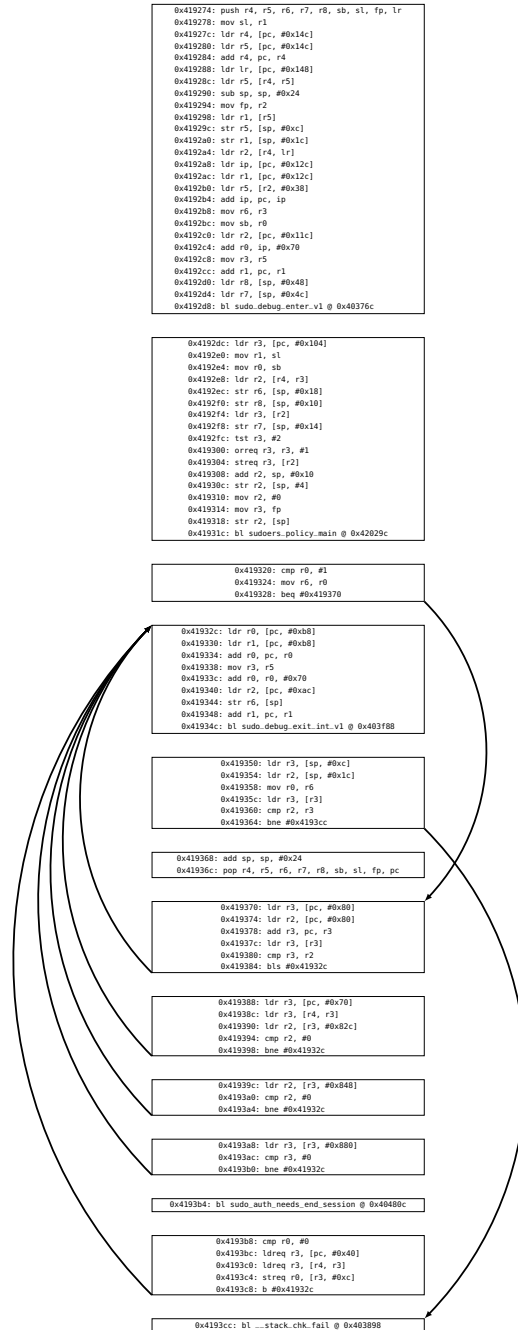 0x419274: push r4, r5, r6, r7, r8, sb, sl, fp, lr
0x419278: mov sl, r1
0x41927c: ldr r4, [pc, #0x14c]
0x419280: ldr r5, [pc, #0x14c]
0x419284: add r4, pc, r4
0x419288: ldr lr, [pc, #0x148]
0x41928c: ldr r5, [r4, r5]
0x419290: sub sp, sp, #0x24
0x419294: mov fp, r2
0x419298: ldr r1, [r5]
0x41929c: str r5, [sp, #0xc]
0x4192a0: str r1, [sp, #0x1c]
0x4192a4: ldr r2, [r4, lr]
0x4192a8: ldr ip, [pc, #0x12c]
0x4192ac: ldr r1, [pc, #0x12c]
0x4192b0: ldr r5, [r2, #0x38]
0x4192b4: add ip, pc, ip
0x4192b8: mov r6, r3
0x4192bc: mov sb, r0
0x4192c0: ldr r2, [pc, #0x11c]
0x4192c4: add r0, ip, #0x70
0x4192c8: mov r3, r5
0x4192cc: add r1, pc, r1
0x4192d0: ldr r8, [sp, #0x48]
0x4192d4: ldr r7, [sp, #0x4c]
0x4192d8: bl sudo_debug_enter_v1 @ 0x40376c
0x4192dc: ldr r3, [pc, #0x104]
0x4192e0: mov r1, sl
0x4192e4: mov r0, sb
0x4192e8: ldr r2, [r4, r3]
0x4192ec: str r6, [sp, #0x18]
0x4192f0: str r8, [sp, #0x10]
0x4192f4: ldr r3, [r2]
0x4192f8: str r7, [sp, #0x14]
0x4192fc: tst r3, #2
0x419300: orreq r3, r3, #1
0x419304: streq r3, [r2]
0x419308: add r2, sp, #0x10
0x41930c: str r2, [sp, #4]
0x419310: mov r2, #0
0x419314: mov r3, fp
0x419318: str r2, [sp]
0x41931c: bl sudoers_policy_main @ 0x42029c
0x419320: cmp r0, #1
0x419324: mov r6, r0
0x419328: beq #0x419370
0x41932c: ldr r0, [pc, #0xb8]
0x419330: ldr r1, [pc, #0xb8]
0x419334: add r0, pc, r0
0x419338: mov r3, r5
0x41933c: add r0, r0, #0x70
0x419340: ldr r2, [pc, #0xac]
0x419344: str r6, [sp]
0x419348: add r1, pc, r1
0x41934c: bl sudo_debug_exit_int_v1 @ 0x403f88
0x419350: ldr r3, [sp, #0xc]
0x419354: ldr r2, [sp, #0x1c]
0x419358: mov r0, r6
0x41935c: ldr r3, [r3]
0x419360: cmp r2, r3
0x419364: bne #0x4193cc
0x419368: add sp, sp, #0x24
0x41936c: pop r4, r5, r6, r7, r8, sb, sl, fp, pc
0x419370: ldr r3, [pc, #0x80]
0x419374: ldr r2, [pc, #0x80]
0x419378: add r3, pc, r3
0x41937c: ldr r3, [r3]
0x419380: cmp r3, r2
0x419384: bls #0x41932c
0x419388: ldr r3, [pc, #0x70]
0x41938c: ldr r3, [r4, r3]
0x419390: ldr r2, [r3, #0x82c]
0x419394: cmp r2, #0
0x419398: bne #0x41932c
0x41939c: ldr r2, [r3, #0x848]
0x4193a0: cmp r2, #0
0x4193a4: bne #0x41932c
0x4193a8: ldr r3, [r3, #0x880]
0x4193ac: cmp r3, #0
0x4193b0: bne #0x41932c
0x4193b4: bl sudo_auth_needs_end_session @ 0x40480c
0x4193b8: cmp r0, #0
0x4193bc: ldreq r3, [pc, #0x40]
0x4193c0: ldreq r3, [r4, r3]
0x4193c4: streq r0, [r3, #0xc]
0x4193c8: b #0x41932c
0x4193cc: bl __stack_chk_fail @ 0x403898